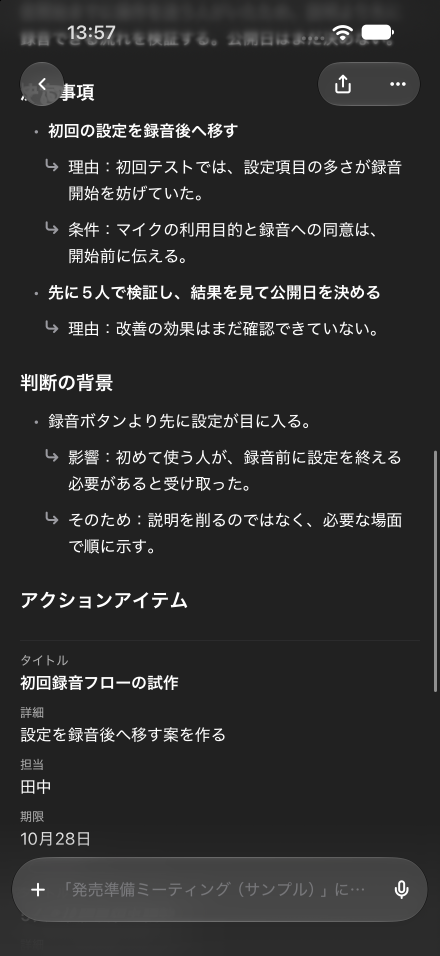 13:57
録音できる流れを検証する。公開日はまだ決めない。
事項
・初回の設定を録音後へ移す
↳ 理由：初回テストでは、設定項目の多さが録音
開始を妨げていた。
↳ 条件：マイクの利用目的と録音への同意は、
開始前に伝える。
・先に5人で検証し、結果を見て公開日を決める
↳ 理由：改善の効果はまだ確認できていない。
判断の背景
・録音ボタンより先に設定が目に入る。
↳ 影響：初めて使う人が、録音前に設定を終える
必要があると受け取った。
↳ そのため：説明を削るのではなく、必要な場面
で順に示す。
アクションアイテム
タイトル
初回録音フローの試作
詳細
設定を録音後へ移す案を作る
担当
田中
期限
10月28日
「発売準備ミーティング（サンプル）」に…